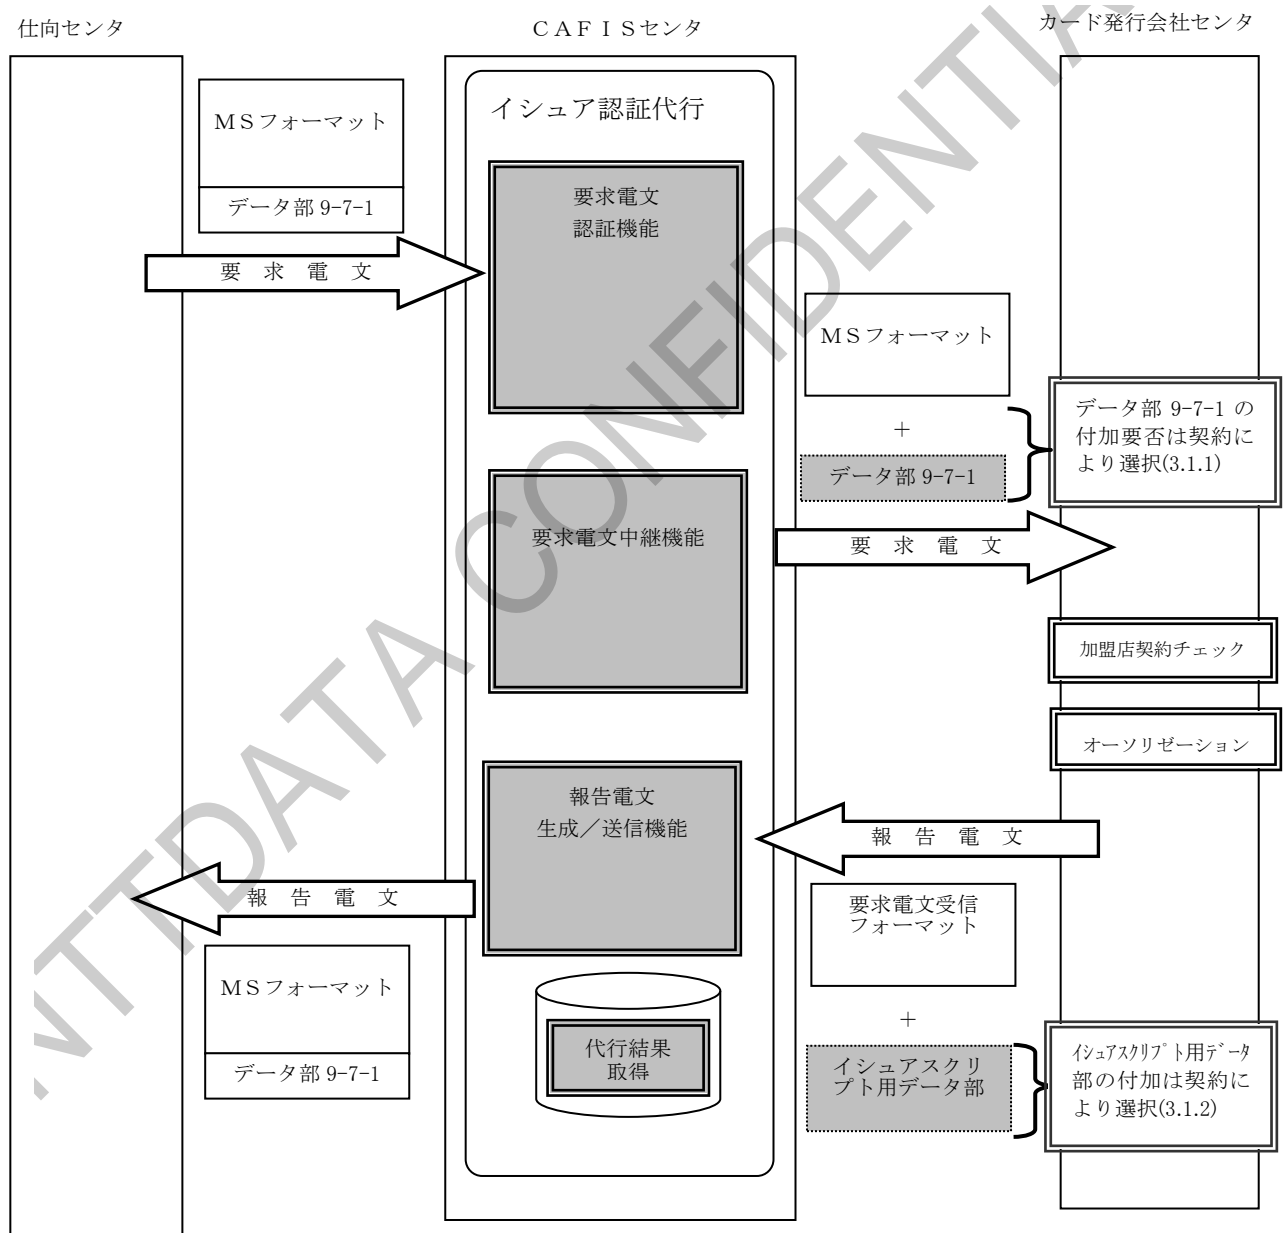 仕向センタ
ＣＡＦＩＳセンタ
カード発行会社センタ
ＭＳフォーマット
データ部 9-7-1
要 求 電 文
イシュア認証代行
要求電文
認証機能
ＭＳフォーマット
＋
データ部 9-7-1
データ部 9-7-1 の
付加要否は契約に
より選択(3.1.1)
要求電文中継機能
要 求 電 文
加盟店契約チェック
オーソリゼーション
報告電文
生成／送信機能
報 告 電 文
報 告 電 文
要求電文受信
フォーマット
＋
イシュアスクリ
プト用データ部
ｲｼｭｱｽｸﾘﾌﾟﾄ用ﾃﾞｰﾀ
部の付加は契約に
より選択(3.1.2)
ＭＳフォーマット
データ部 9-7-1
代行結果
取得
NTTDATA CONFIDENTIA